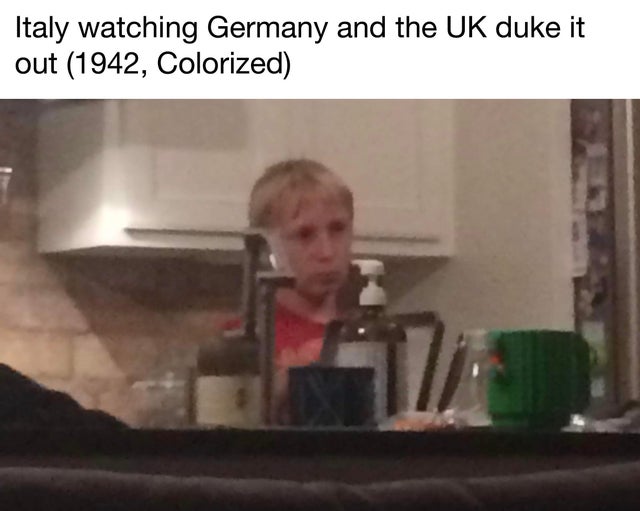 Italy watching Germany and the UK duke it
out (1942, Colorized)